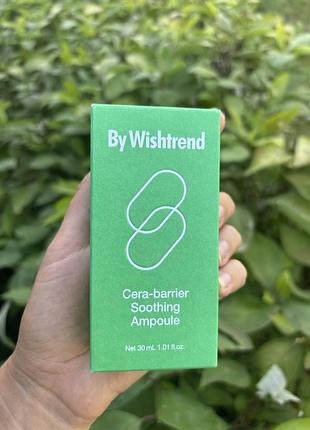 By Wishtrend
Cera-barrier
Soothing
Ampoule
Net 30 mL 1.01 fl.oz.